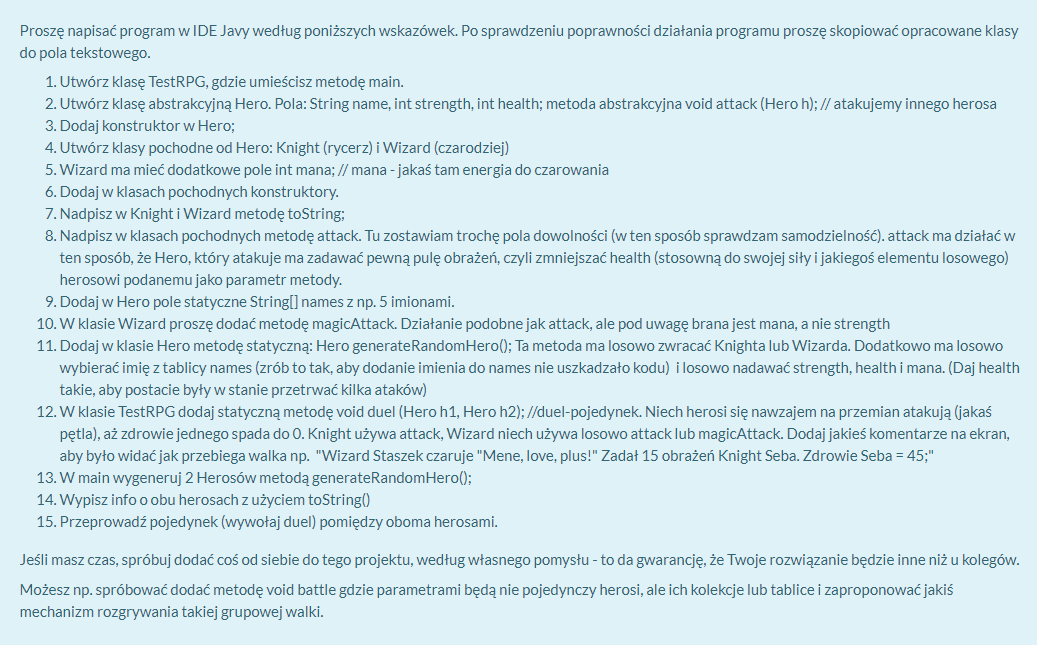 Proszę napisać program w IDE Javy według poniższych wskazówek. Po sprawdzeniu poprawności działania programu proszę skopiować opracowane klasy
do pola tekstowego.
1. Utwórz klasę TestRPG, gdzie umieścisz metodę main.
2. Utwórz klasę abstrakcyjną Hero. Pola: String name, int strength, int health; metoda abstrakcyjna void attack (Hero h); // atakujemy innego herosa
3. Dodaj konstruktor w Hero;
4. Utwórz klasy pochodne od Hero: Knight (rycerz) i Wizard (czarodziej)
5. Wizard ma mieć dodatkowe pole int mana; // mana - jakaś tam energia do czarowania
6. Dodaj w klasach pochodnych konstruktory.
7. Nadpisz w Knight i Wizard metodę toString;
8. Nadpisz w klasach pochodnych metodę attack. Tu zostawiam trochę pola dowolności (w ten sposób sprawdzam samodzielność). attack ma działać w
ten sposób, że Hero, który atakuje ma zadawać pewną pulę obrażeń, czyli zmniejszać health (stosowną do swojej siły i jakiegoś elementu losowego)
herosowi podanemu jako parametr metody.
9. Dodaj w Hero pole statyczne String[] names z np. 5 imionami.
10. W klasie Wizard proszę dodać metodę magicAttack. Działanie podobne jak attack, ale pod uwagę brana jest mana, a nie strength
11. Dodaj w klasie Hero metodę statyczną: Hero generateRandomHero(); Ta metoda ma losowo zwracać Knighta lub Wizarda. Dodatkowo ma losowo
wybierać imię z tablicy names (zrób to tak, aby dodanie imienia do names nie uszkadzało kodu)  i losowo nadawać strength, health i mana. (Daj health
takie, aby postacie były w stanie przetrwać kilka ataków)
12. W klasie TestRPG dodaj statyczną metodę void duel (Hero h1, Hero h2); //duel-pojedynek. Niech herosi się nawzajem na przemian atakują (jakaś
pętla), aż zdrowie jednego spada do 0. Knight używa attack, Wizard niech używa losowo attack lub magicAttack. Dodaj jakieś komentarze na ekran,
aby było widać jak przebiega walka np.  "Wizard Staszek czaruje "Mene, love, plus!" Zadał 15 obrażeń Knight Seba. Zdrowie Seba = 45;"
13. W main wygeneruj 2 Herosów metodą generateRandomHero();
14. Wypisz info o obu herosach z użyciem toString()
15. Przeprowadź pojedynek (wywołaj duel) pomiędzy oboma herosami.
Jeśli masz czas, spróbuj dodać coś od siebie do tego projektu, według własnego pomysłu - to da gwarancję, że Twoje rozwiązanie będzie inne niż u kolegów.
Możesz np. spróbować dodać metodę void battle gdzie parametrami będą nie pojedynczy herosi, ale ich kolekcje lub tablice i zaproponować jakiś
mechanizm rozgrywania takiej grupowej walki.